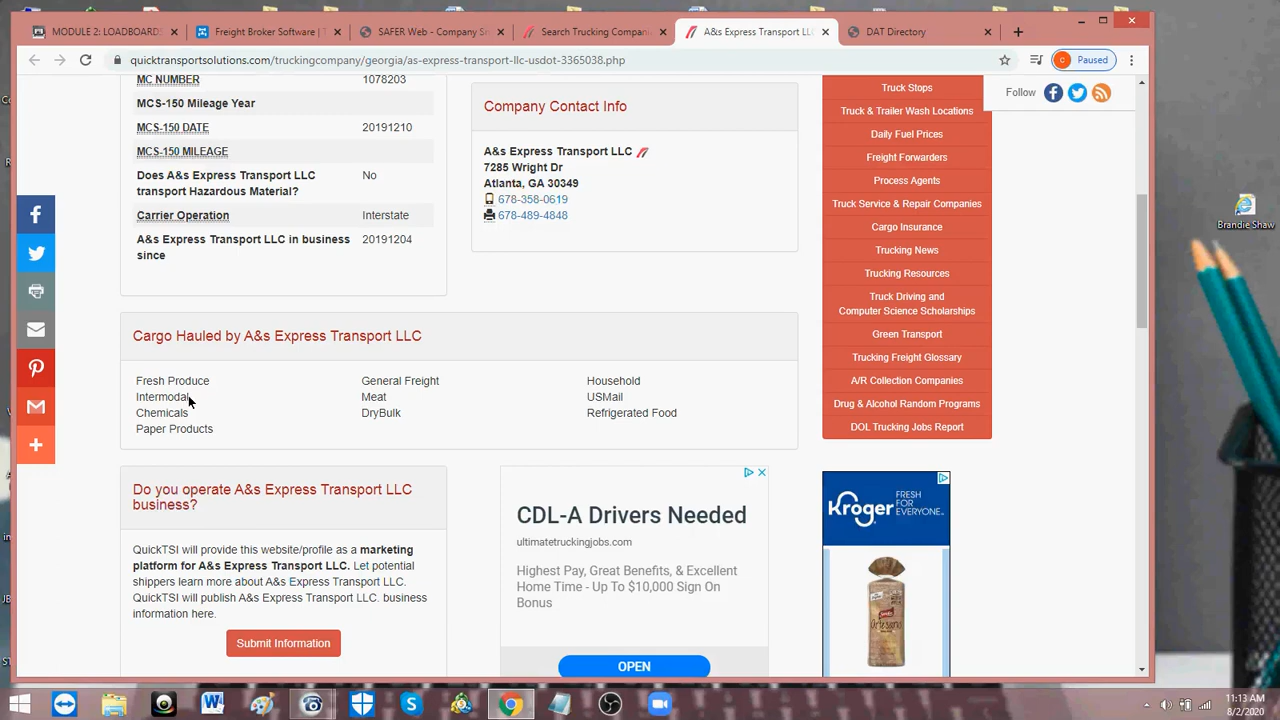 MODULE 2: LOADBOARDS
Freight Broker Software | T
SAFER Web - Company S
Search Trucking Compani
A&s Express Transport LL
DAT Directory
quicktransportsolutions.com/truckingcompany/georgia/as-express-transport-llc-usdot-3365038.php
Paused
MC NUMBER 1078203
MCS-150 Mileage Year
MCS-150 DATE 20191210
MCS-150 MILEAGE
Does A&s Express Transport LLC No
transport Hazardous Material?
Carrier Operation Interstate
A&s Express Transport LLC in business 20191204
since
Company Contact Info
A&s Express Transport LLC
7285 Wright Dr
Atlanta, GA 30349
678-358-0619
678-489-4848
Truck Stops
Truck & Trailer Wash Locations
Daily Fuel Prices
Freight Forwarders
Process Agents
Truck Service & Repair Companies
Cargo Insurance
Trucking News
Trucking Resources
Truck Driving and
Computer Science Scholarships
Green Transport
Trucking Freight Glossary
A/R Collection Companies
Drug & Alcohol Random Programs
DOL Trucking Jobs Report
Follow
Brandie Shaw
Cargo Hauled by A&s Express Transport LLC
Fresh Produce General Freight Household
Intermodal Meat USMail
Chemicals DryBulk Refrigerated Food
Paper Products
Do you operate A&s Express Transport LLC
business?
QuickTSI will provide this website/profile as a marketing
platform for A&s Express Transport LLC. Let potential
shippers learn more about A&s Express Transport LLC.
QuickTSI will publish A&s Express Transport LLC. business
information here.
Submit Information
CDL-A Drivers Needed
ultimatetruckingjobs.com
Highest Pay, Great Benefits, & Excellent
Home Time - Up To $10,000 Sign On
Bonus
OPEN
Kroger
FRESH
FOR
EVERYONE.
Artesano
11:13 AM
8/2/2020